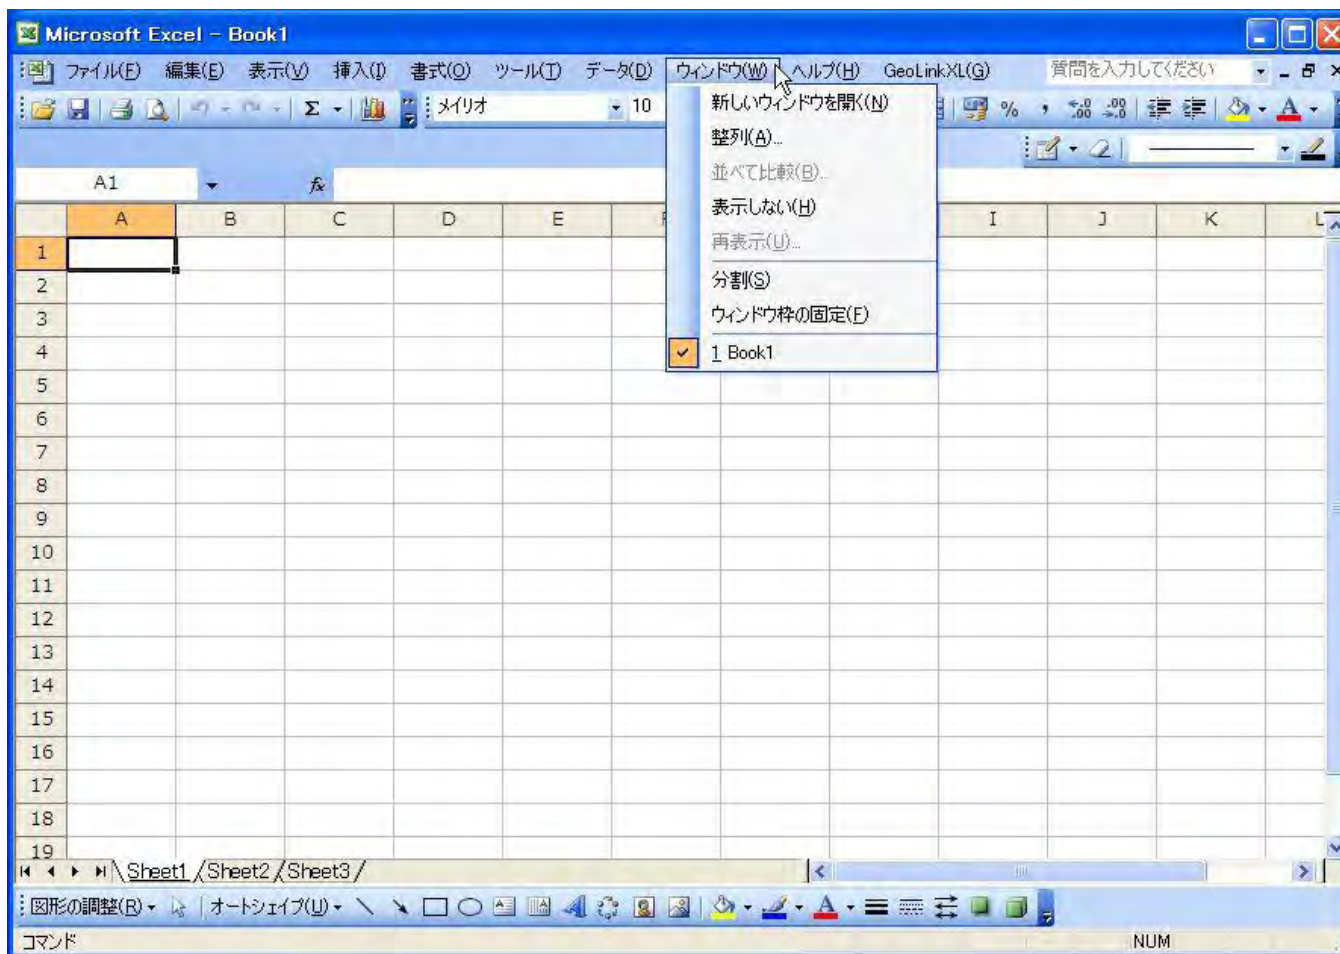 Microsoft Excel - Book1
ファイル(F) 編集(E) 表示(V) 挿入(I) 書式(O) ツール(T) データ(D) ウィンドウ(W) ヘルプ(H) GeoLinkXL(G) 質問を入力してください
Σ メイリオ 10 % , .00 .00 A
新しいウィンドウを開く(N)
整列(A)...
並べて比較(B)...
表示しない(H)
再表示(U)...
分割(S)
ウィンドウ枠の固定(F)
1 Book1
A1 fx
A B C D E F I J K L
1
2
3
4
5
6
7
8
9
10
11
12
13
14
15
16
17
18
19
Sheet1 Sheet2 Sheet3
図形の調整(R) オートシェイプ(U) A A A A
コマンド NUM